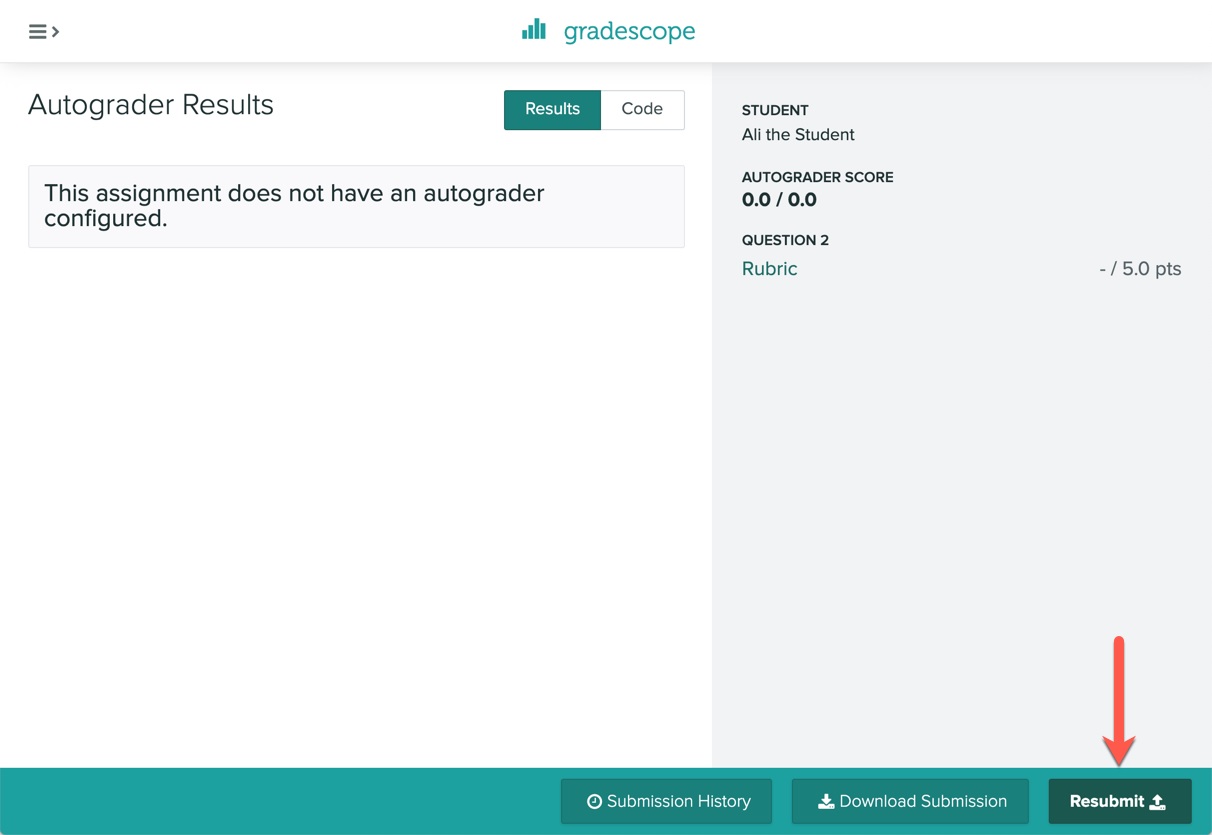 gradescope
Autograder Results
Results
Code
This assignment does not have an autograder
configured.
STUDENT
Ali the Student
AUTOGRADER SCORE
0.0 / 0.0
QUESTION 2
Rubric
- / 5.0 pts
Submission History
Download Submission
Resubmit